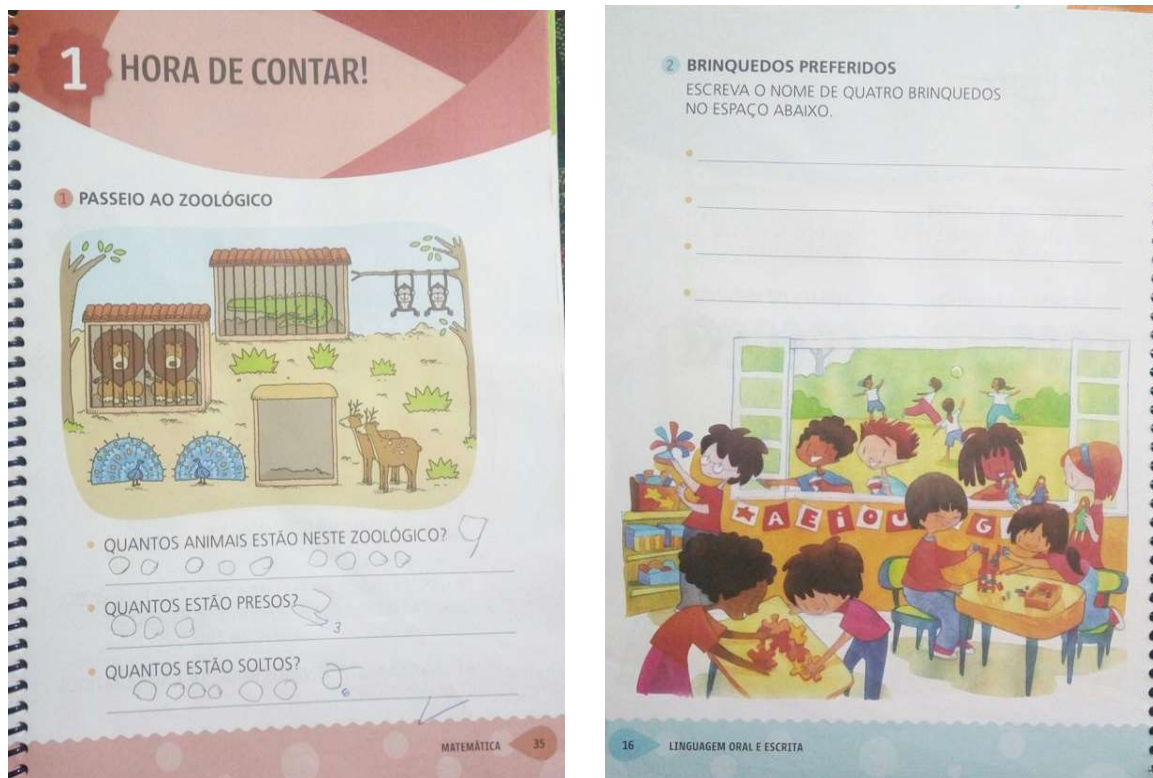 1 HORA DE CONTAR!
1 PASSEIO AO ZOOLÓGICO
QUANTOS ANIMAIS ESTÃO NESTE ZOOLÓGICO? 9
QUANTOS ESTÃO PRESOS?
3
QUANTOS ESTÃO SOLTOS?
6
MATEMÁTICA 35
2 BRINQUEDOS PREFERIDOS
ESCREVA O NOME DE QUATRO BRINQUEDOS
NO ESPAÇO ABAIXO.
A E I O U G
16 LINGUAGEM ORAL E ESCRITA